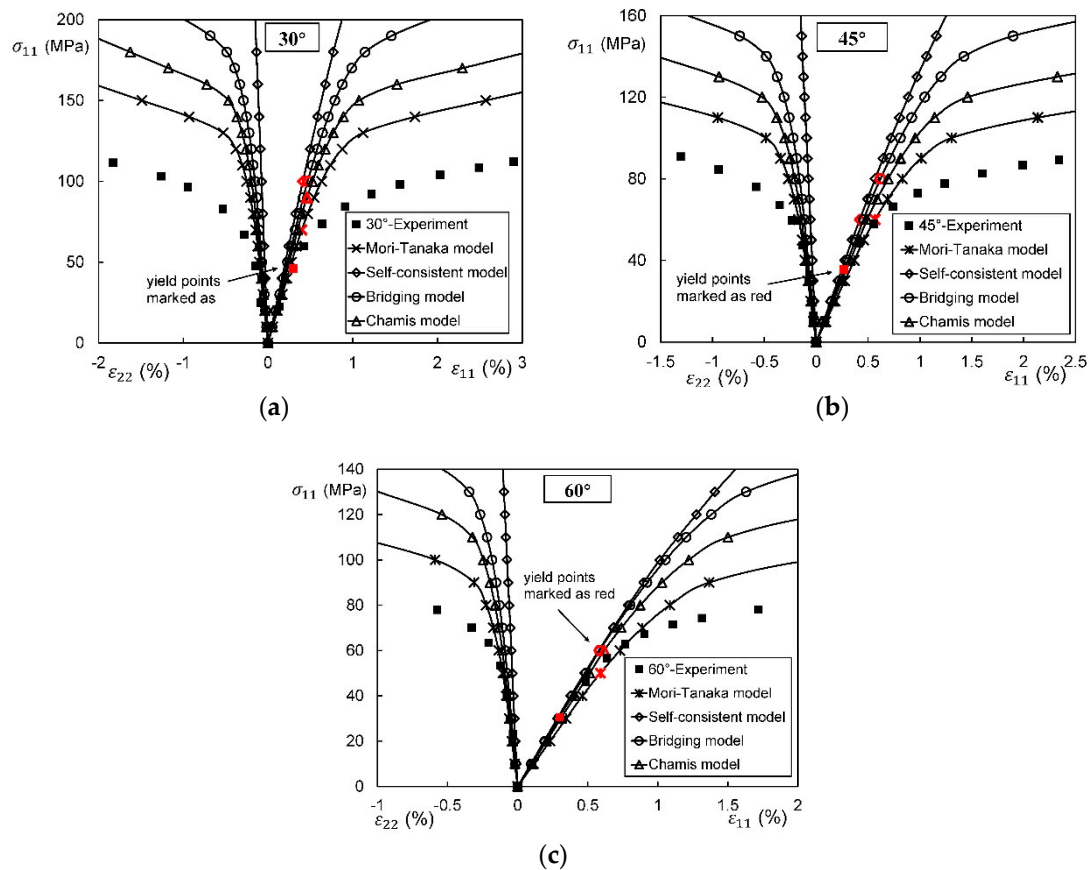 200
σ₁₁ (MPa)
30°
150
100
50
0
yield points
marked as
30°-Experiment
Mori-Tanaka model
Self-consistent model
Bridging model
Chamis model
-2 -1 0 1 2 3
ε₂₂ (%) ε₁₁ (%)
(a)
160
σ₁₁ (MPa)
45°
120
80
40
0
yield points
marked as red
45°-Experiment
Mori-Tanaka model
Self-consistent model
Bridging model
Chamis model
-1.5 -1 -0.5 0 0.5 1 1.5 2 2.5
ε₂₂ (%) ε₁₁ (%)
(b)
140
σ₁₁ (MPa)
60°
120
100
80
60
40
20
0
yield points
marked as red
60°-Experiment
Mori-Tanaka model
Self-consistent model
Bridging model
Chamis model
-1 -0.5 0 0.5 1 1.5 2
ε₂₂ (%) ε₁₁ (%)
(c)